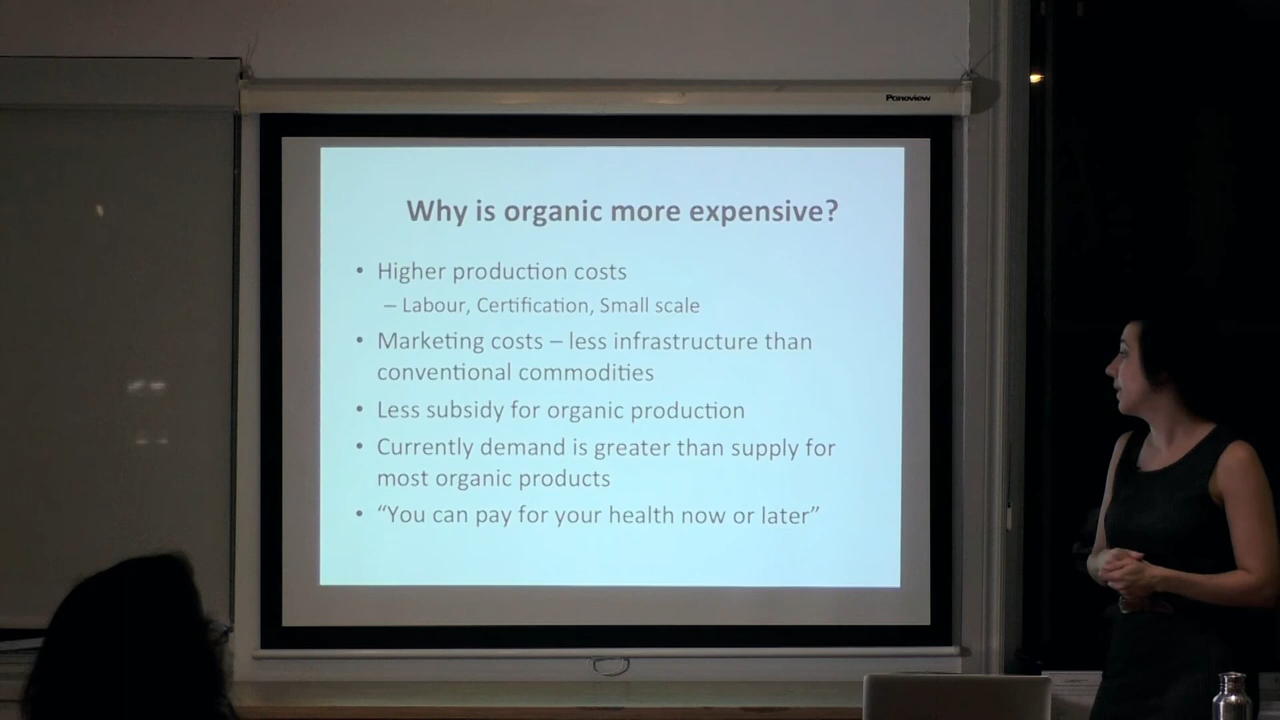 Panoview
Why is organic more expensive?
• Higher production costs
– Labour, Certification, Small scale
• Marketing costs – less infrastructure than
conventional commodities
• Less subsidy for organic production
• Currently demand is greater than supply for
most organic products
• “You can pay for your health now or later”